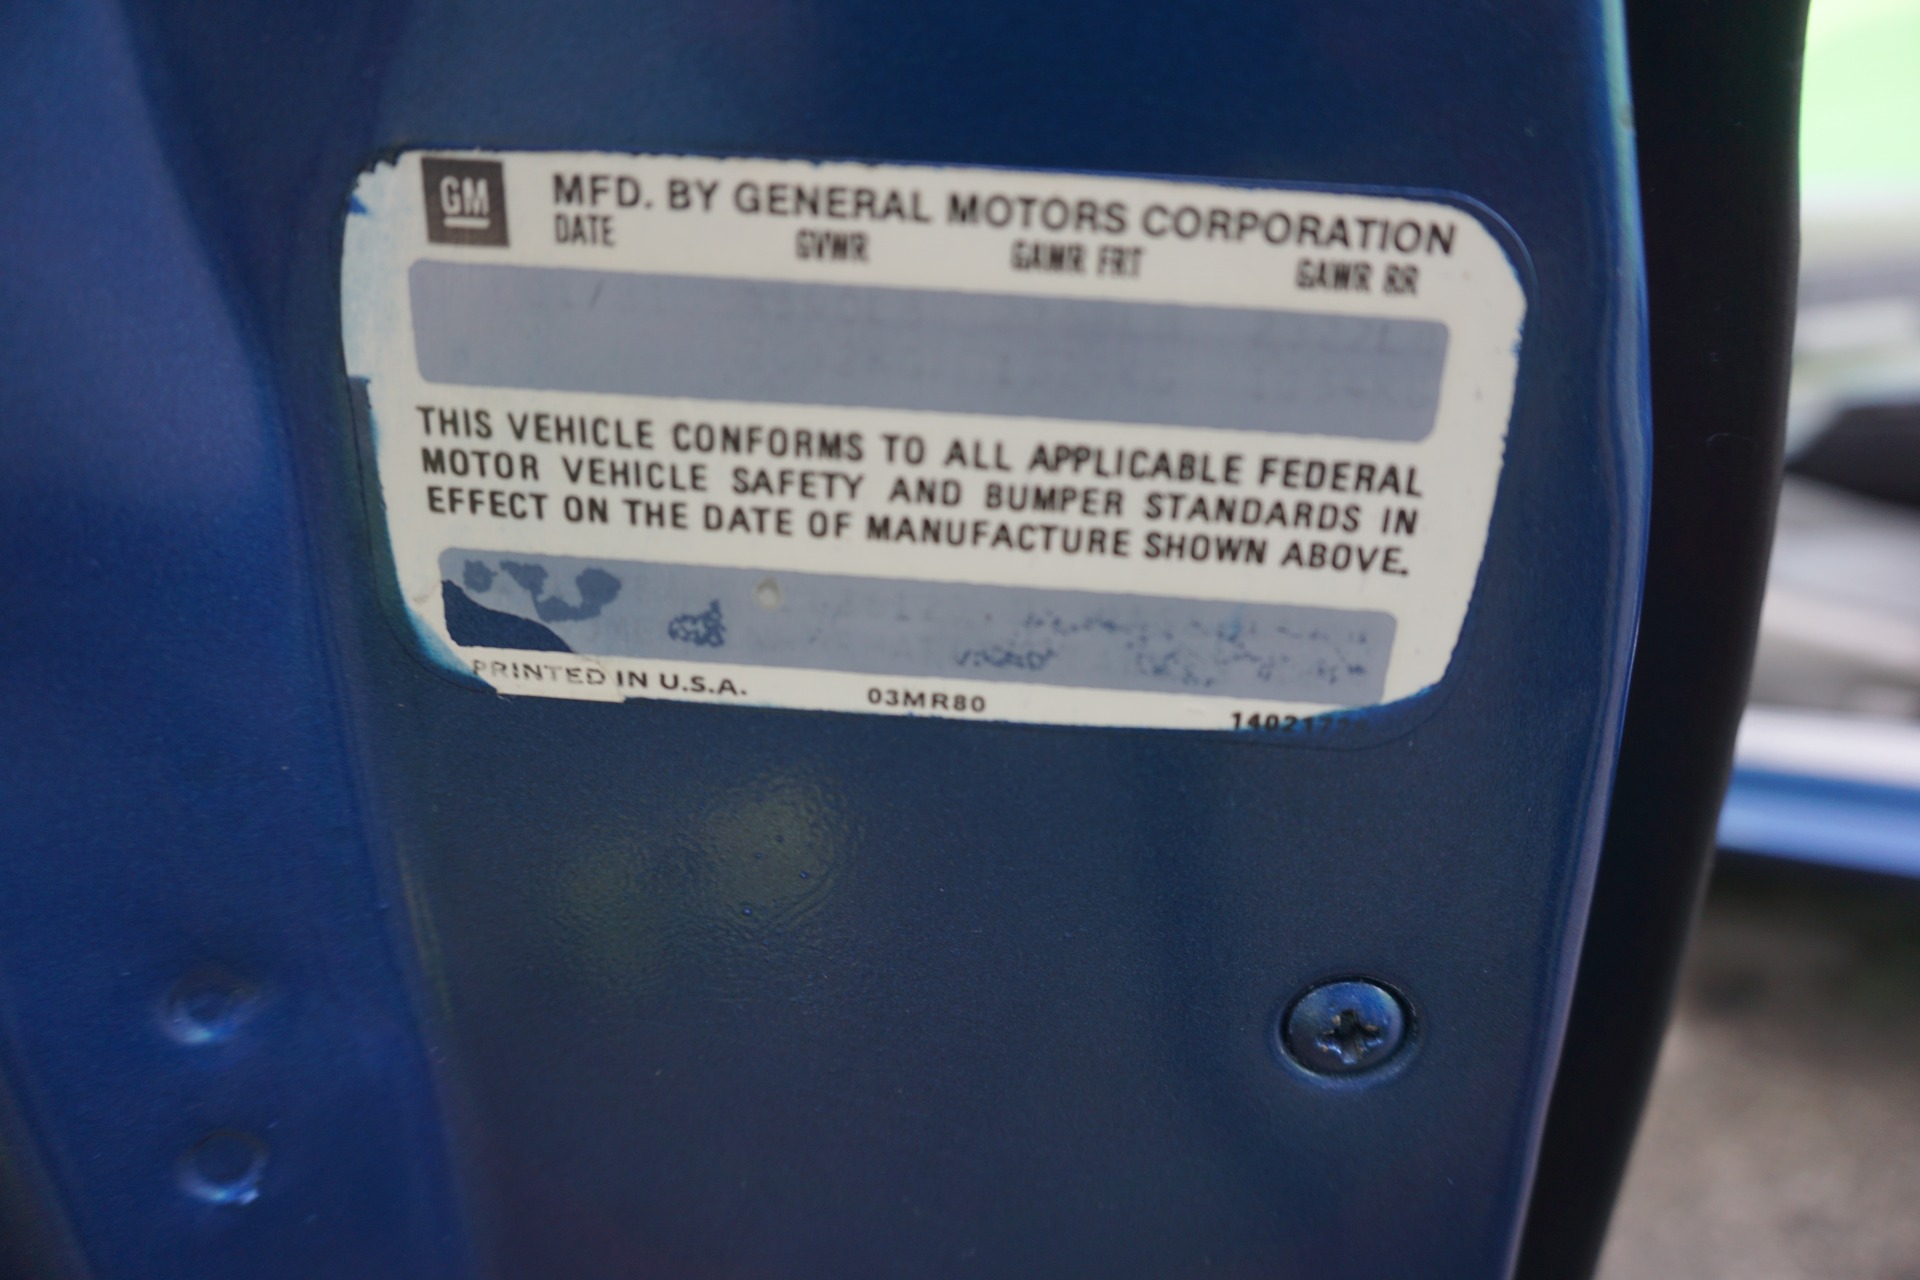 GM
MFD. BY GENERAL MOTORS CORPORATION
DATE GVWR GAWR FRT GAWR RR
THIS VEHICLE CONFORMS TO ALL APPLICABLE FEDERAL
MOTOR VEHICLE SAFETY AND BUMPER STANDARDS IN
EFFECT ON THE DATE OF MANUFACTURE SHOWN ABOVE.
PRINTED IN U.S.A. 03MR80